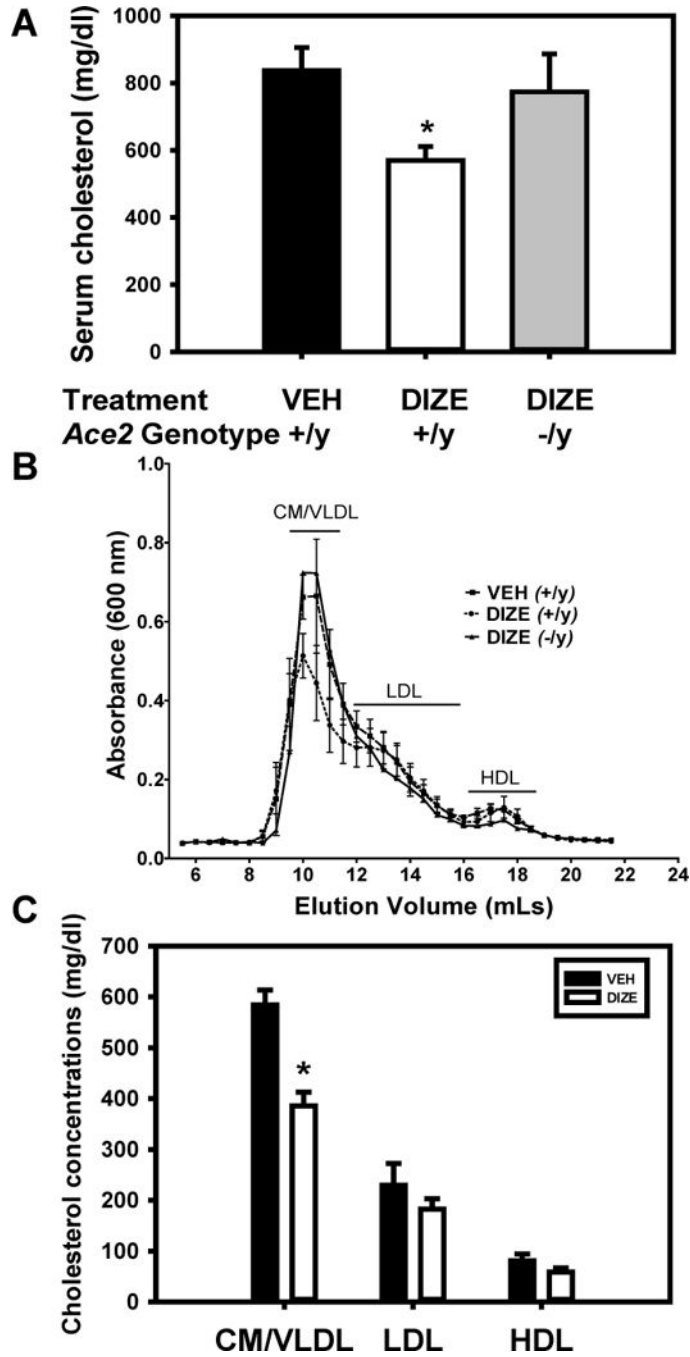 A
Serum cholesterol (mg/dl)
1000
800
600
400
200
0
*
Treatment VEH DIZE DIZE
Ace2 Genotype +/y +/y -/y
B
Absorbance (600 nm)
1.0
0.8
0.6
0.4
0.2
0.0
CM/VLDL
LDL
HDL
VEH (+/y)
DIZE (+/y)
DIZE (-/y)
6 8 10 12 14 16 18 20 22 24
Elution Volume (mLs)
C
Cholesterol concentrations (mg/dl)
700
600
500
400
300
200
100
0
*
VEH
DIZE
CM/VLDL LDL HDL